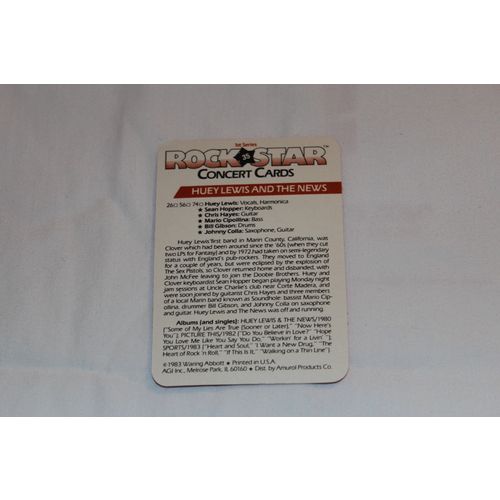 1st Series
ROCK 35 STAR™
CONCERT CARDS
HUEY LEWIS AND THE NEWS
26○ 56○ 74○ Huey Lewis: Vocals, Harmonica
★ Sean Hopper: Keyboards
★ Chris Hayes: Guitar
★ Mario Cipollina: Bass
★ Bill Gibson: Drums
★ Johnny Colla: Saxophone, Guitar
Huey Lewis' first band in Marin County, California, was
Clover which had been around since the '60s (when they cut
two LPs for Fantasy) and by 1972 had taken on semi-legendary
status with England's pub-rockers. They moved to England
for a couple of years, but were eclipsed by the explosion of
The Sex Pistols, so Clover returned home and disbanded, with
John McFee leaving to join the Doobie Brothers. Huey and
Clover keyboardist Sean Hopper began playing Monday night
jam sessions at Uncle Charlie's club near Corte Madera, and
were soon joined by guitarist Chris Hayes and three members
of a local Marin band known as Soundhole: bassist Mario Cip-
ollina, drummer Bill Gibson, and Johnny Colla on saxophone
and guitar. Huey Lewis and The News was off and running.
Albums (and singles): HUEY LEWIS & THE NEWS/1980
["Some of My Lies Are True [Sooner or Later]," "Now Here's
You"]; PICTURE THIS/1982 ["Do You Believe in Love?" "Hope
You Love Me Like You Say You Do," "Workin' for a Livin'"];
SPORTS/1983 ["Heart and Soul," "I Want a New Drug," "The
Heart of Rock 'n Roll," "If This Is It," "Walking on a Thin Line"]
©1983 Waring Abbott ★ Printed in U.S.A.
AGI Inc., Melrose Park, IL 60160 ★ Dist. by Amurol Products Co.